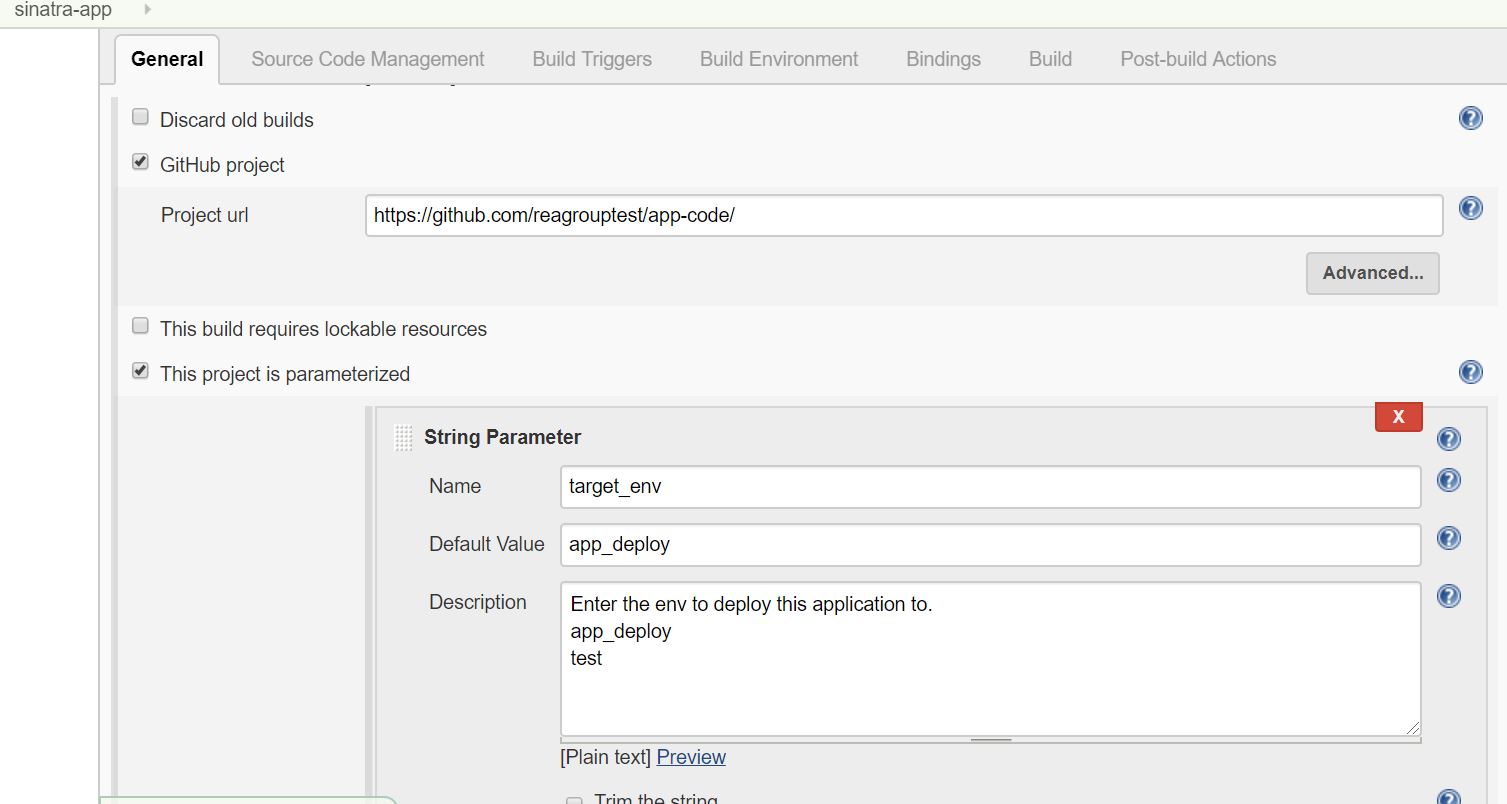 sinatra-app
General Source Code Management Build Triggers Build Environment Bindings Build Post-build Actions
Discard old builds
GitHub project
Project url https://github.com/reagrouptest/app-code/
Advanced...
This build requires lockable resources
This project is parameterized
X
String Parameter
Name target_env
Default Value app_deploy
Description Enter the env to deploy this application to.
app_deploy
test
[Plain text] Preview
Trim the string